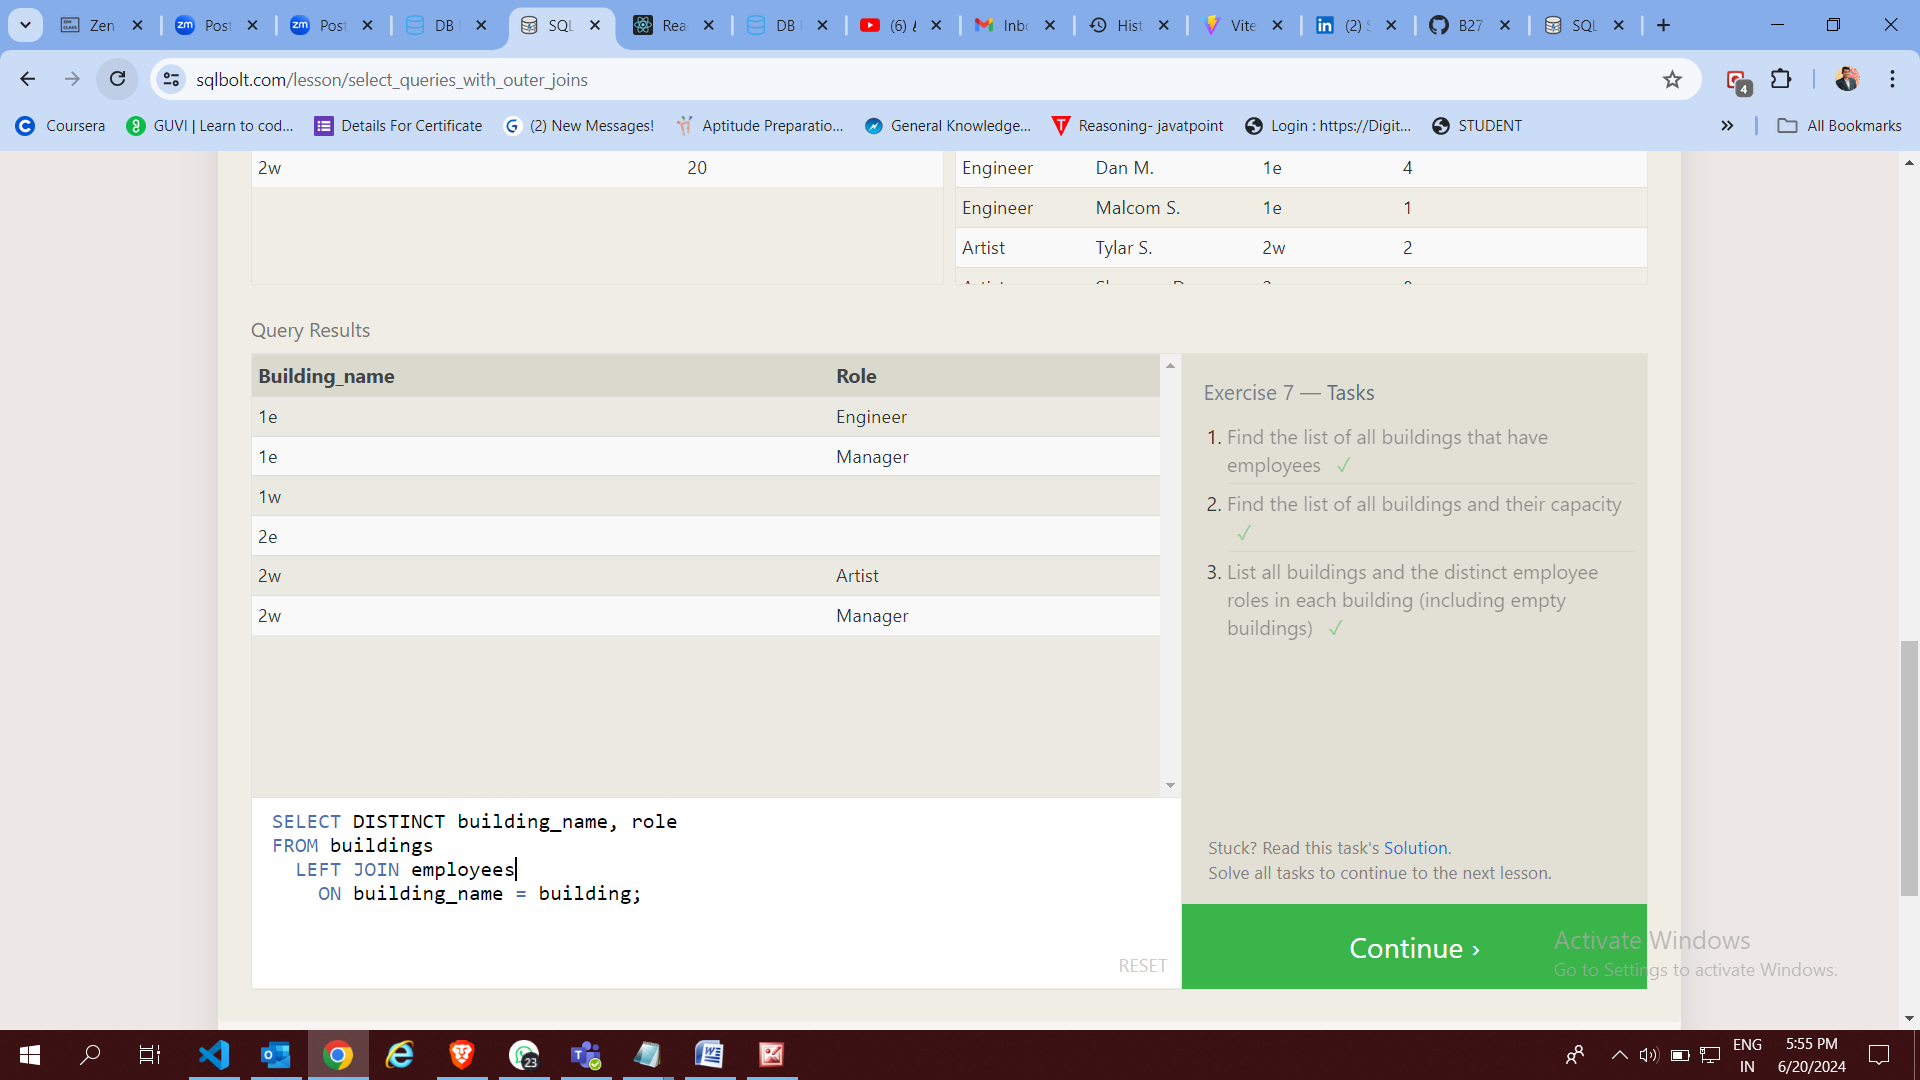 Zen
Post
Post
DB
SQL
Rea
DB
(6)
Inbo
Hist
Vite
(2) S
B27
SQL
sqlbolt.com/lesson/select_queries_with_outer_joins
4
Coursera
GUVI | Learn to cod...
Details For Certificate
(2) New Messages!
Aptitude Preparatio...
General Knowledge...
Reasoning- javatpoint
Login : https://Digit...
STUDENT
All Bookmarks
2w 20
Engineer Dan M. 1e 4
Engineer Malcom S. 1e 1
Artist Tylar S. 2w 2
Query Results
Building_name Role
1e Engineer
1e Manager
1w
2e
2w Artist
2w Manager
Exercise 7 — Tasks
1. Find the list of all buildings that have
employees ✓
2. Find the list of all buildings and their capacity
✓
3. List all buildings and the distinct employee
roles in each building (including empty
buildings) ✓
SELECT DISTINCT building_name, role
FROM buildings
LEFT JOIN employees
ON building_name = building;
RESET
Stuck? Read this task's Solution.
Solve all tasks to continue to the next lesson.
Continue ›
Activate Windows
Go to Settings to activate Windows.
23
ENG
IN
5:55 PM
6/20/2024